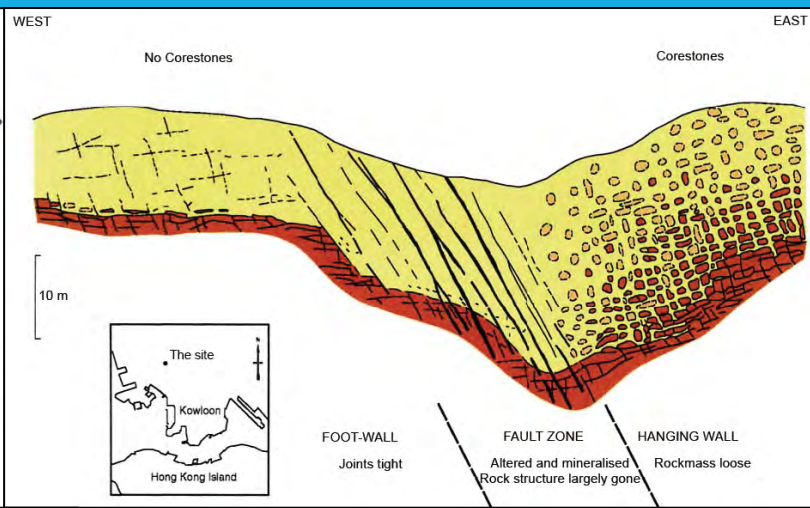 WEST
EAST
No Corestones
Corestones
10 m
The site
N
Kowloon
Hong Kong Island
FOOT-WALL
Joints tight
FAULT ZONE
Altered and mineralised
Rock structure largely gone
HANGING WALL
Rockmass loose